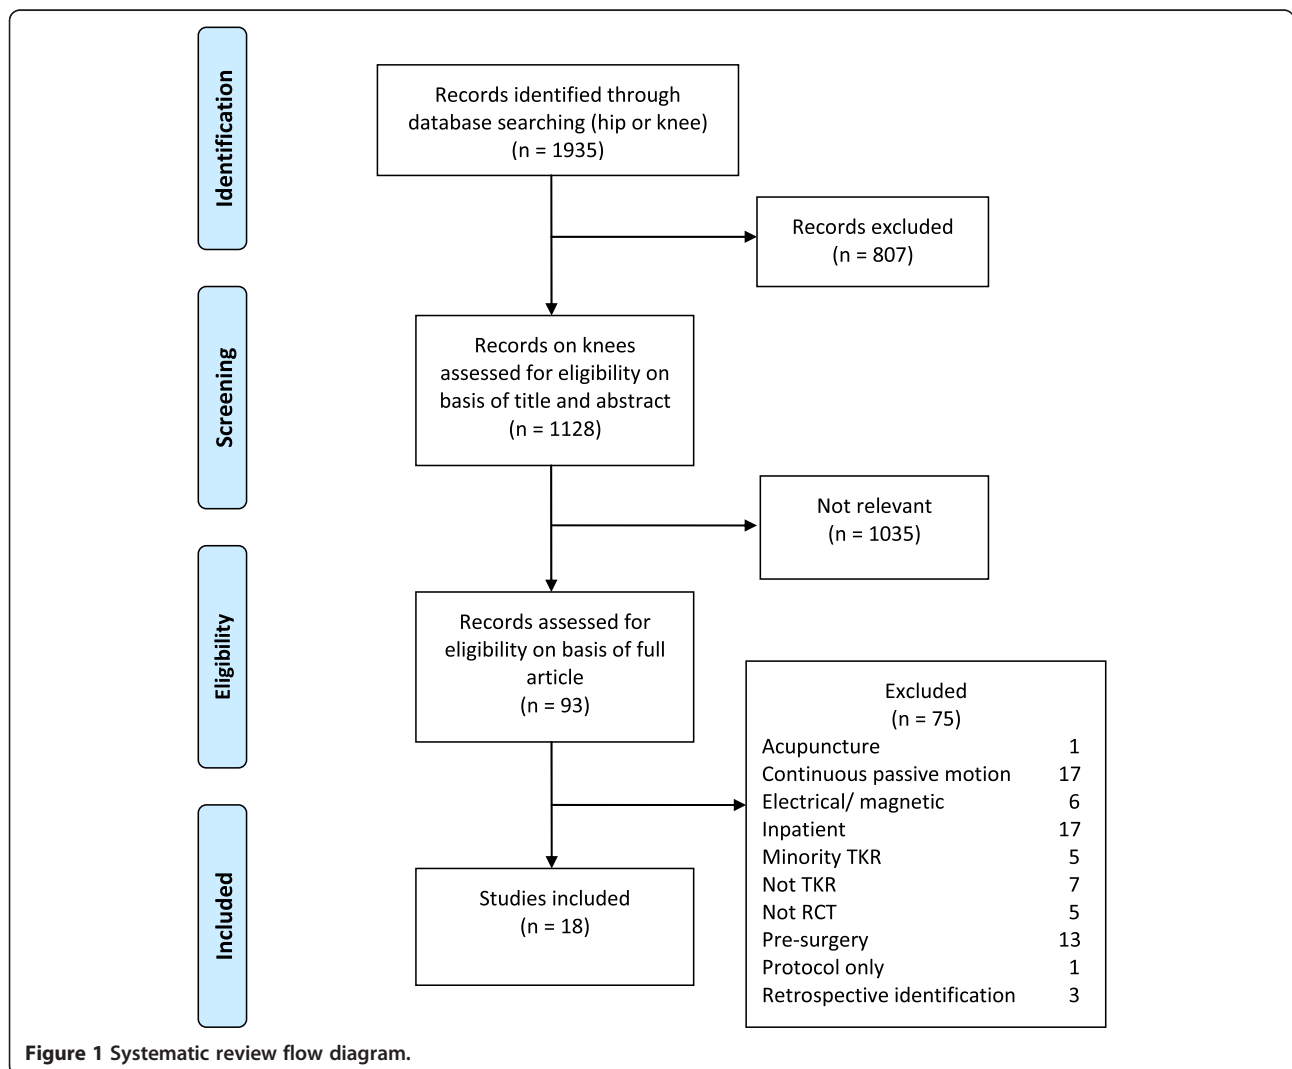 Identification
Records identified through
database searching (hip or knee)
(n = 1935)
Records excluded
(n = 807)
Screening
Records on knees
assessed for eligibility on
basis of title and abstract
(n = 1128)
Not relevant
(n = 1035)
Eligibility
Records assessed for
eligibility on basis of full
article
(n = 93)
Excluded
(n = 75)
Acupuncture 1
Continuous passive motion 17
Electrical/ magnetic 6
Inpatient 17
Minority TKR 5
Not TKR 7
Not RCT 5
Pre-surgery 13
Protocol only 1
Retrospective identification 3
Included
Studies included
(n = 18)
Figure 1 Systematic review flow diagram.